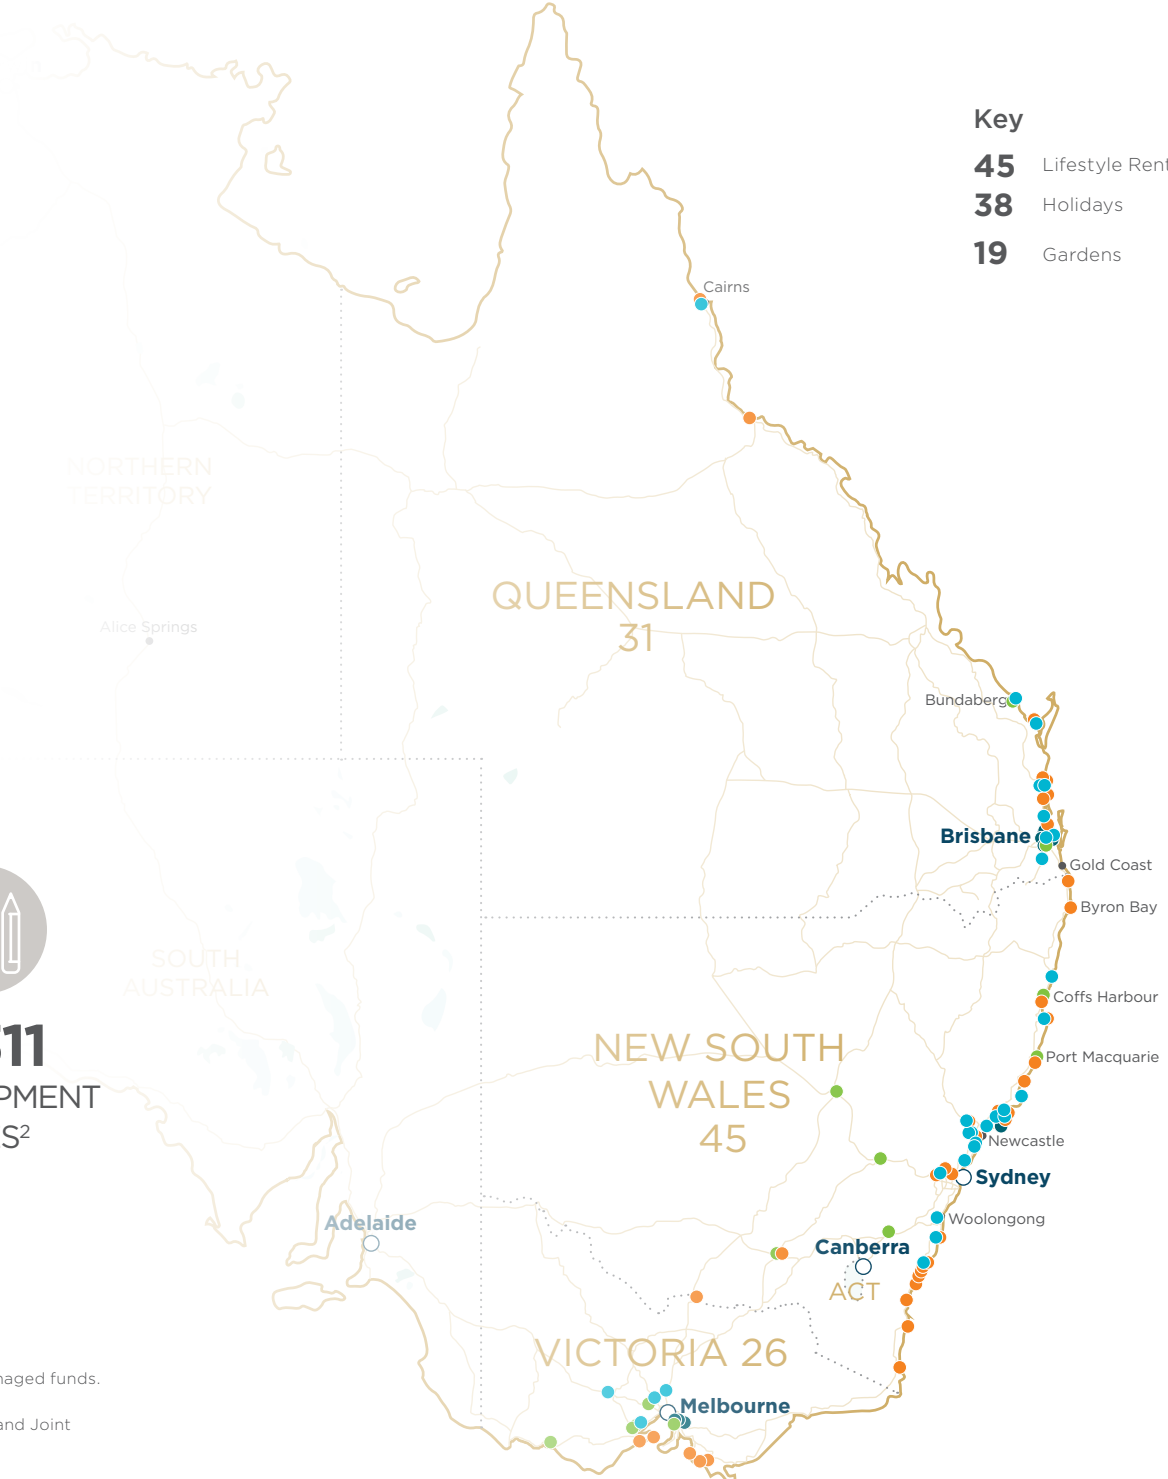 Key
45 Lifestyle Rent
38 Holidays
19 Gardens
Cairns
NORTHERN
TERRITORY
QUEENSLAND
31
Alice Springs
Bundaberg
Brisbane
Gold Coast
Byron Bay
SOUTH
AUSTRALIA
Coffs Harbour
NEW SOUTH
WALES
45
11
PMENT
S²
Port Macquarie
Newcastle
Sydney
Woolongong
Adelaide
Canberra
ACT
VICTORIA 26
Melbourne
naged funds.
and Joint